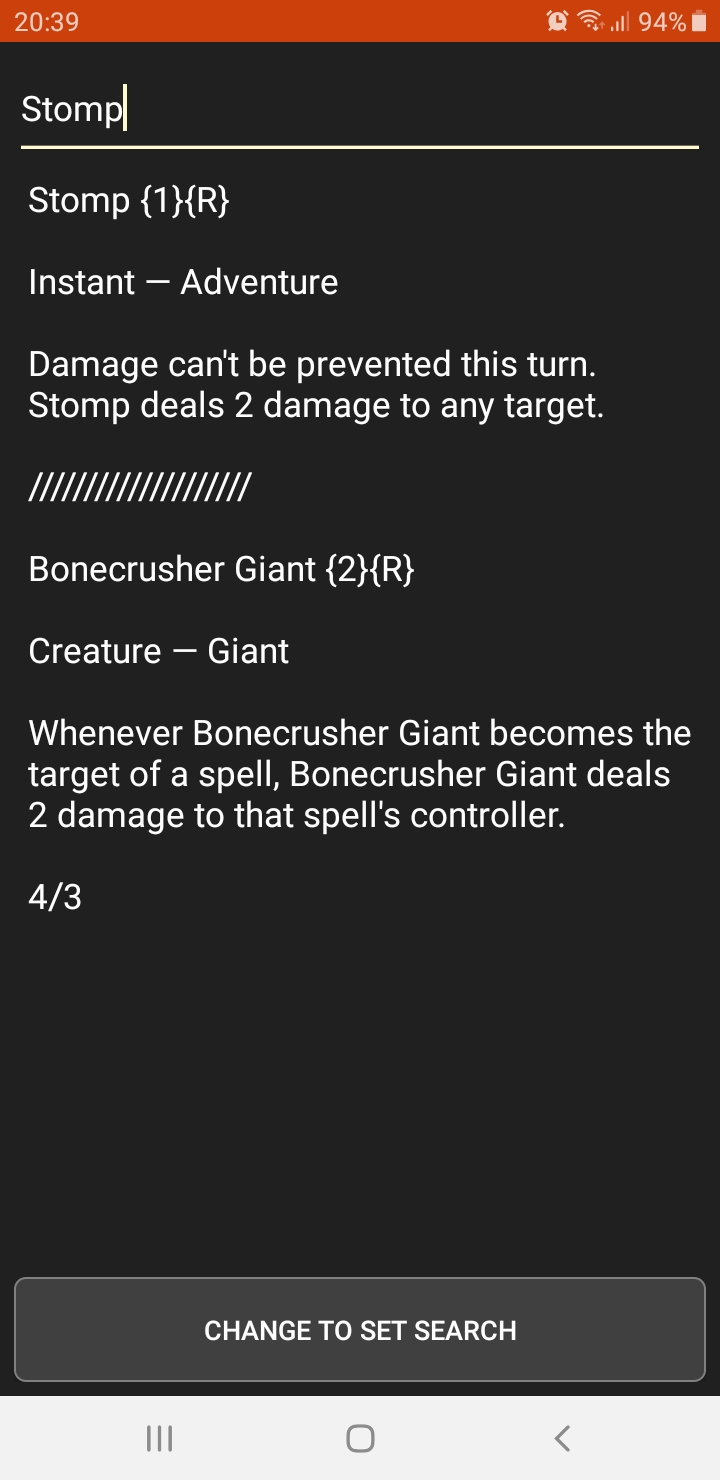 20:39
94%
Stomp
Stomp {1}{R}
Instant — Adventure
Damage can't be prevented this turn.
Stomp deals 2 damage to any target.
////////////////////
Bonecrusher Giant {2}{R}
Creature — Giant
Whenever Bonecrusher Giant becomes the
target of a spell, Bonecrusher Giant deals
2 damage to that spell's controller.
4/3
CHANGE TO SET SEARCH